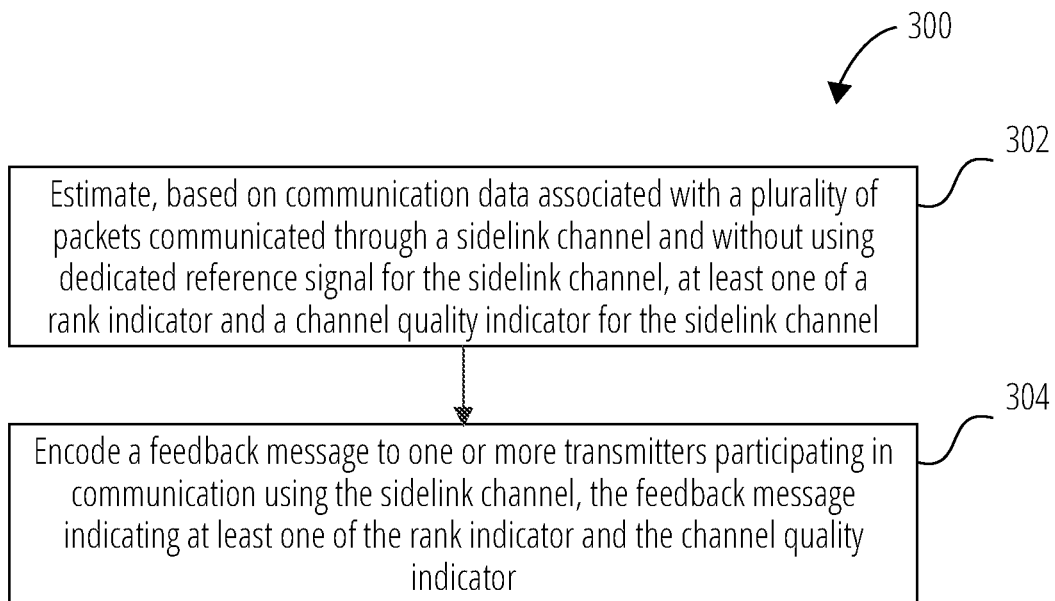 300
302
Estimate, based on communication data associated with a plurality of
packets communicated through a sidelink channel and without using
dedicated reference signal for the sidelink channel, at least one of a
rank indicator and a channel quality indicator for the sidelink channel
304
Encode a feedback message to one or more transmitters participating in
communication using the sidelink channel, the feedback message
indicating at least one of the rank indicator and the channel quality
indicator